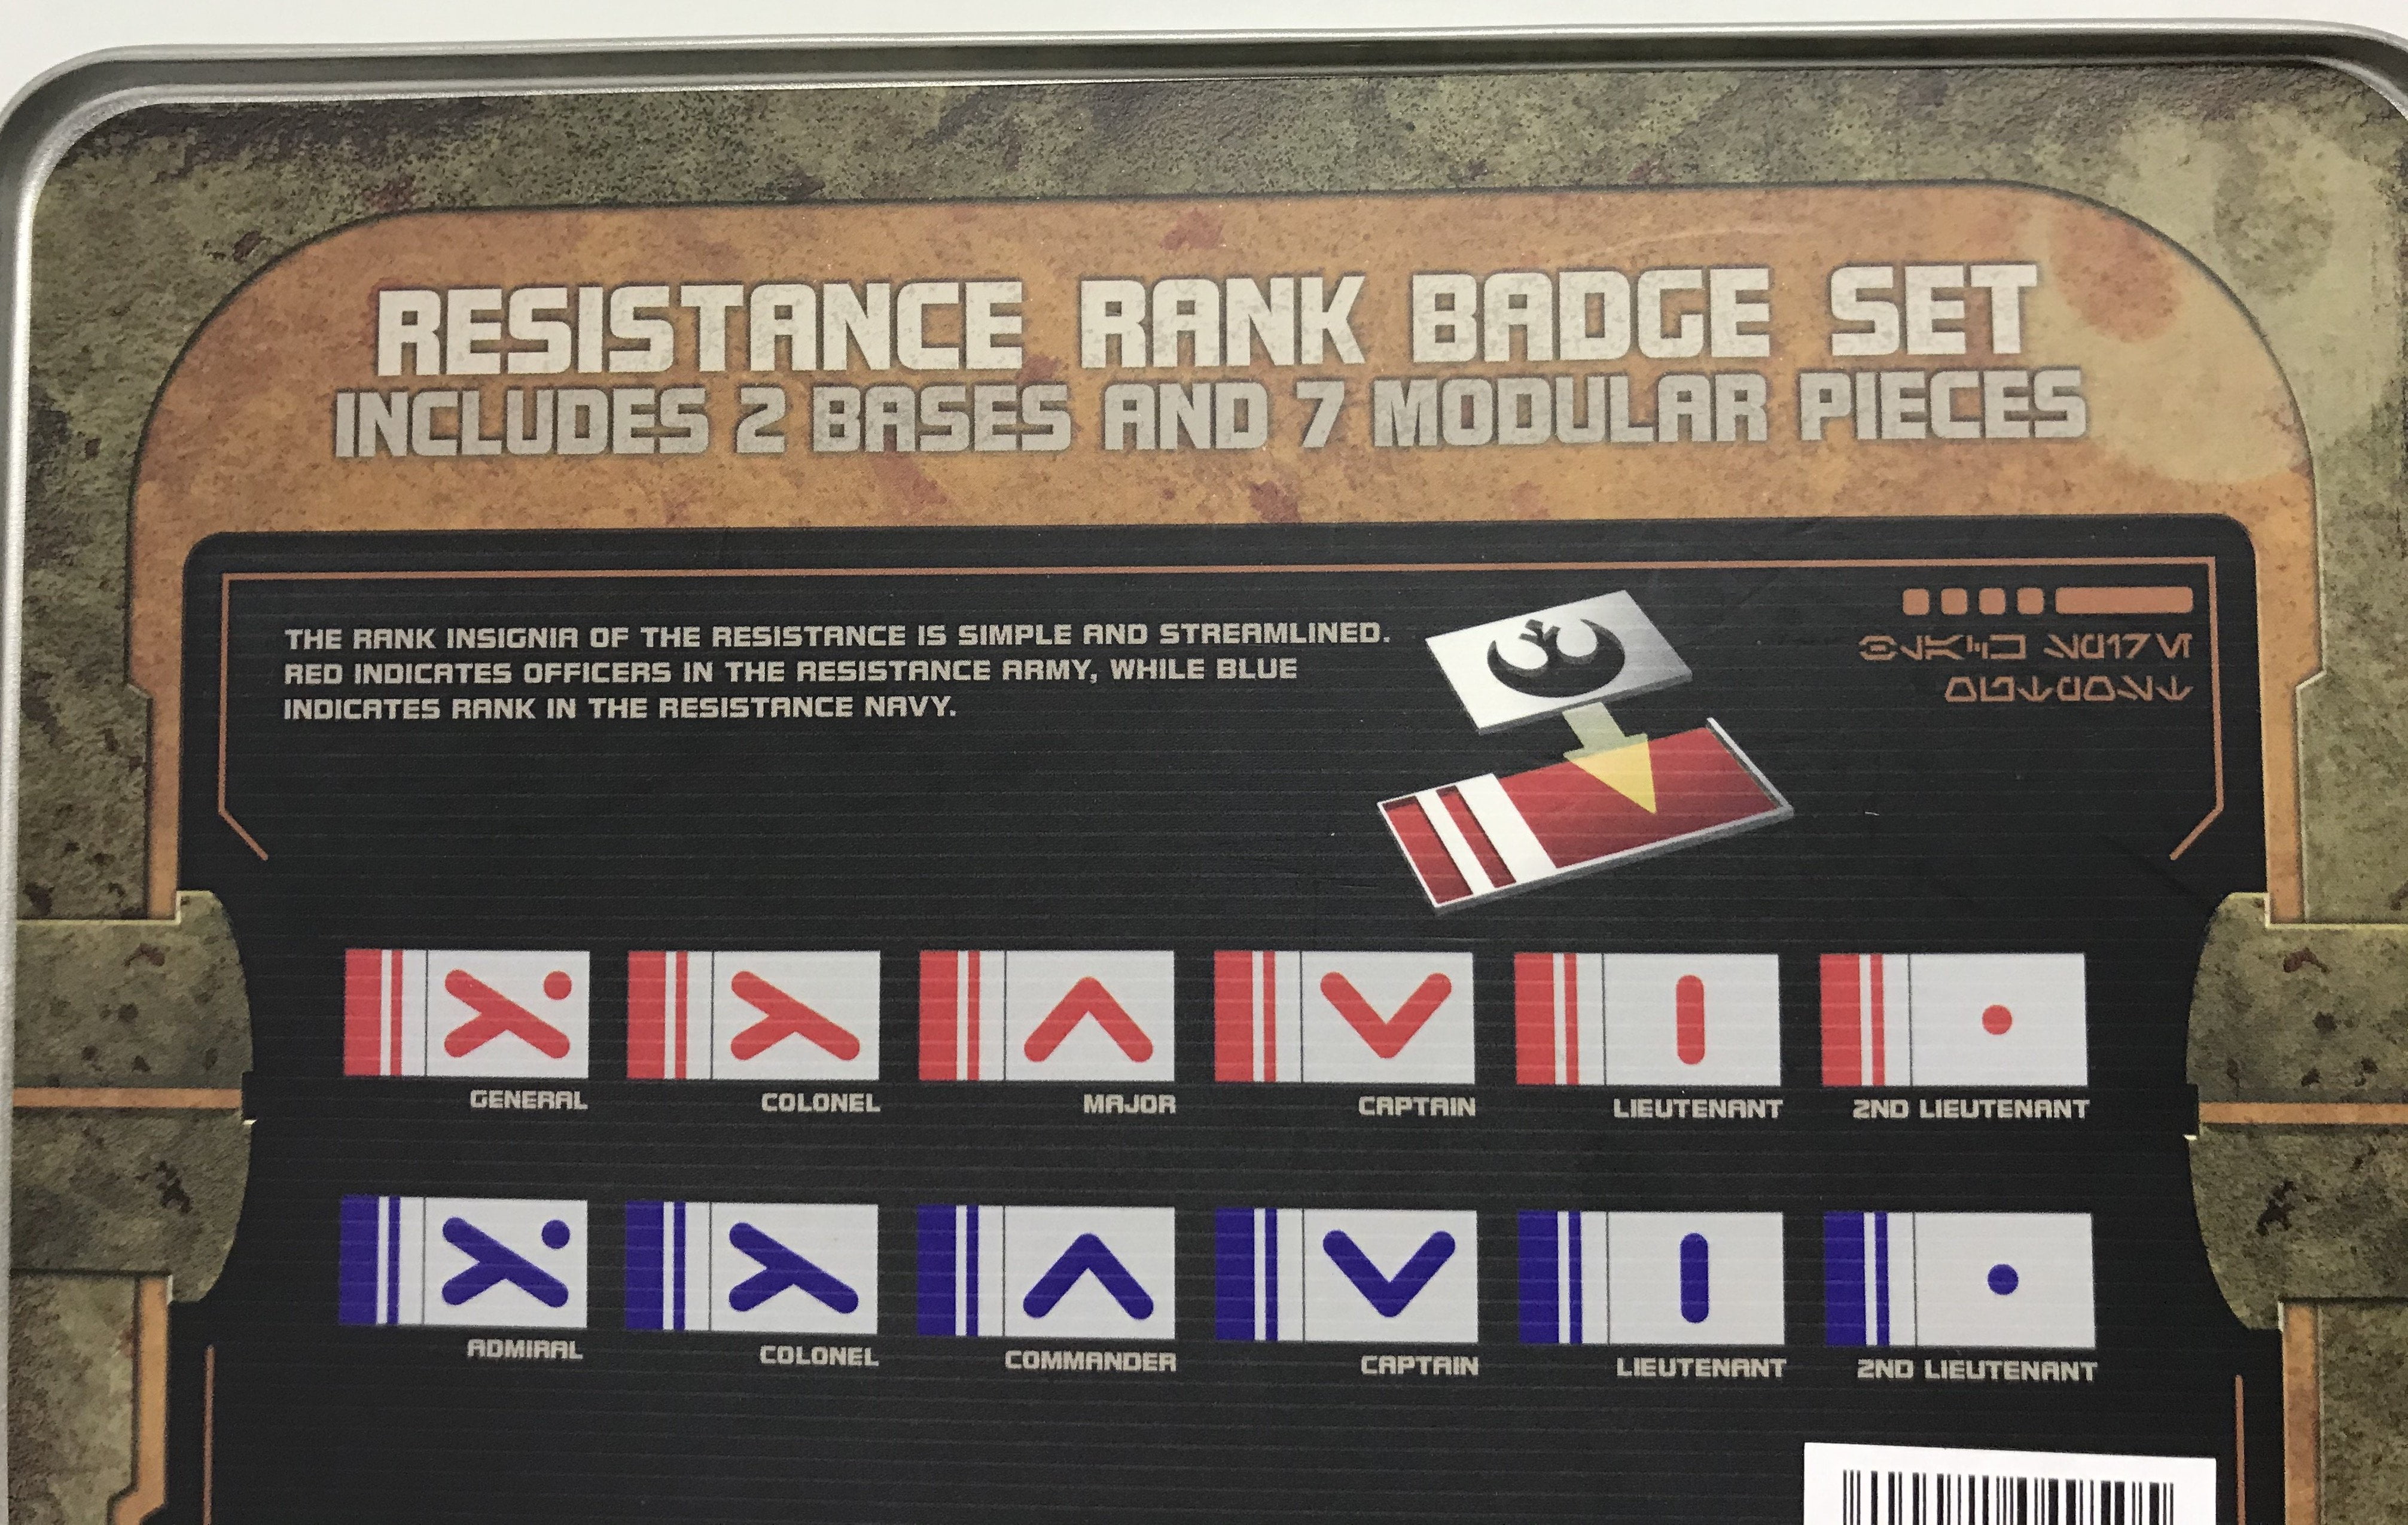 RESISTANCE RANK BADGE SET
INCLUDES 2 BASES AND 7 MODULAR PIECES
THE RANK INSIGNIA OF THE RESISTANCE IS SIMPLE AND STREAMLINED.
RED INDICATES OFFICERS IN THE RESISTANCE ARMY, WHILE BLUE
INDICATES RANK IN THE RESISTANCE NAVY.
GENERAL COLONEL MAJOR CAPTAIN LIEUTENANT 2ND LIEUTENANT
ADMIRAL COLONEL COMMANDER CAPTAIN LIEUTENANT 2ND LIEUTENANT